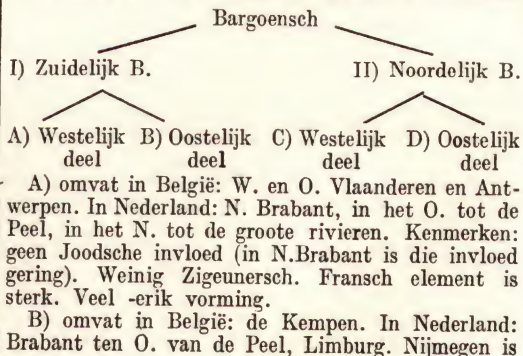 Bargoensch
I) Zuidelijk B. II) Noordelijk B.
A) Westelijk B) Oostelijk C) Westelijk D) Oostelijk
deel deel deel deel
A) omvat in België: W. en O. Vlaanderen en Ant-
werpen. In Nederland: N. Brabant, in het O. tot de
Peel, in het N. tot de groote rivieren. Kenmerken:
geen Joodsche invloed (in N.Brabant is die invloed
gering). Weinig Zigeunersch. Fransch element is
sterk. Veel -erik vorming.
B) omvat in België: de Kempen. In Nederland:
Brabant ten O. van de Peel, Limburg. Nijmegen is